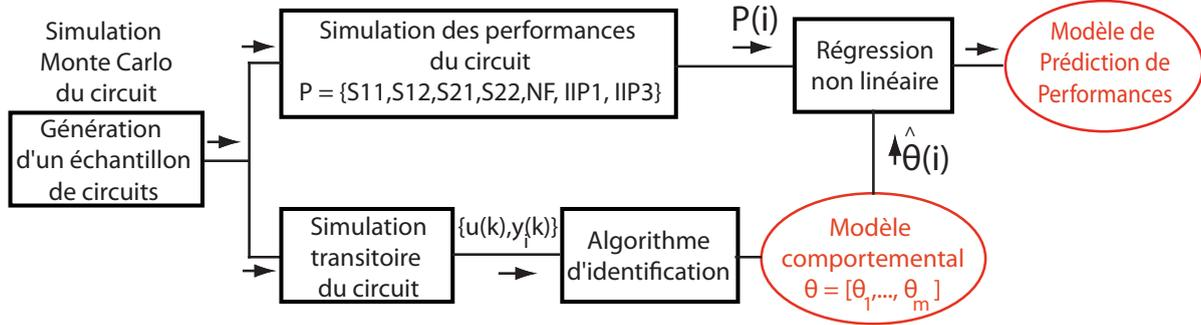 Simulation
Monte Carlo
du circuit
Génération
d'un échantillon
de circuits
Simulation des performances
du circuit
P = {S11,S12,S21,S22,NF, IIP1, IIP3}
P(i)
Régression
non linéaire
Modèle de
Prédiction de
Performances
θ̂(i)
Simulation
transitoire
du circuit
{u(k),y_i(k)}
Algorithme
d'identification
Modèle
comportemental
θ = [θ_1,..., θ_m ]